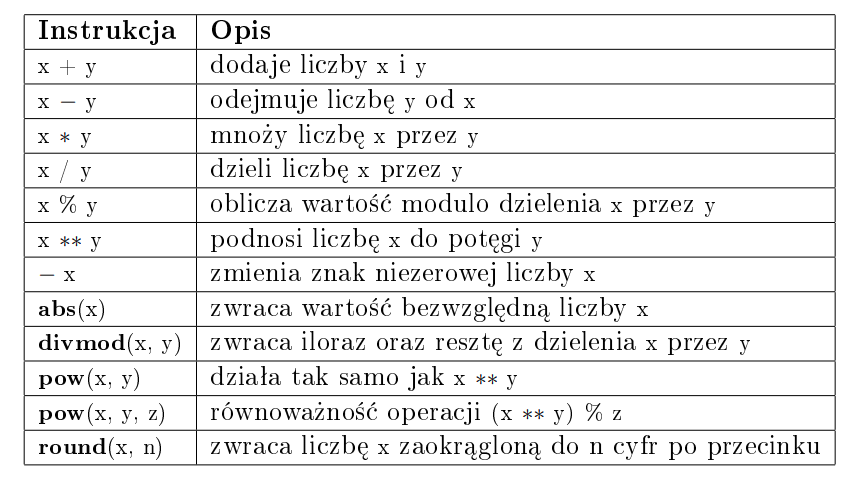 Instrukcja Opis
x + y dodaje liczby x i y
x − y odejmuje liczbę y od x
x * y mnoży liczbę x przez y
x / y dzieli liczbę x przez y
x % y oblicza wartość modulo dzielenia x przez y
x ** y podnosi liczbę x do potęgi y
− x zmienia znak niezerowej liczby x
abs(x) zwraca wartość bezwzględną liczby x
divmod(x, y) zwraca iloraz oraz resztę z dzielenia x przez y
pow(x, y) działa tak samo jak x ** y
pow(x, y, z) równoważność operacji (x ** y) % z
round(x, n) zwraca liczbę x zaokrągloną do n cyfr po przecinku